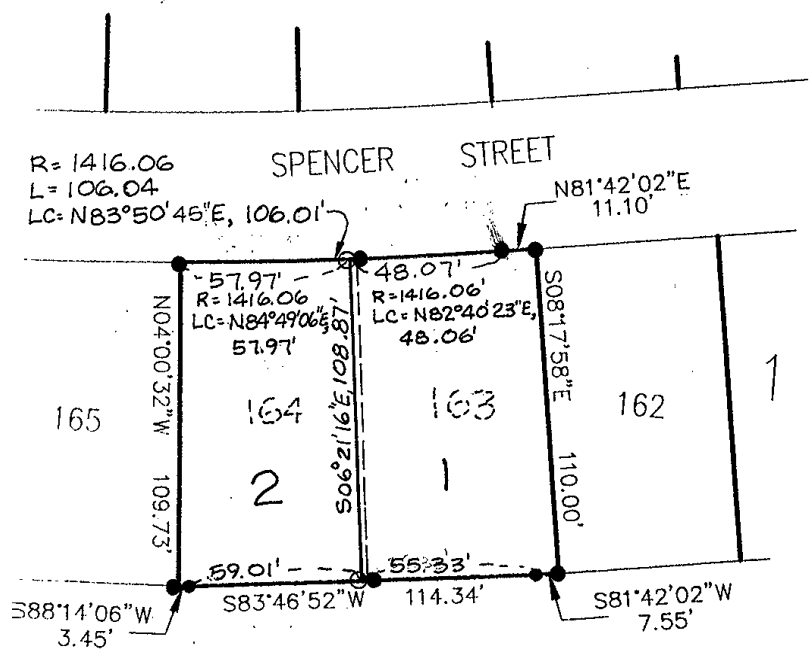 R= 1416.06
L= 106.04
LC= N83°50'45"E, 106.01'
SPENCER STREET
N81°42'02"E
11.10'
57.97'
R= 1416.06
LC= N84°49'06"E,
57.97'
48.07'
R= 1416.06'
LC= N82°40'23"E,
48.06'
N04°00'32"W 109.73'
S06°21'16"E, 108.87'
S08°17'58"E 110.00'
165
164
163
162
1
2
1
59.01'
55.33'
S88°14'06"W
3.45'
S83°46'52"W 114.34'
S81°42'02"W
7.55'